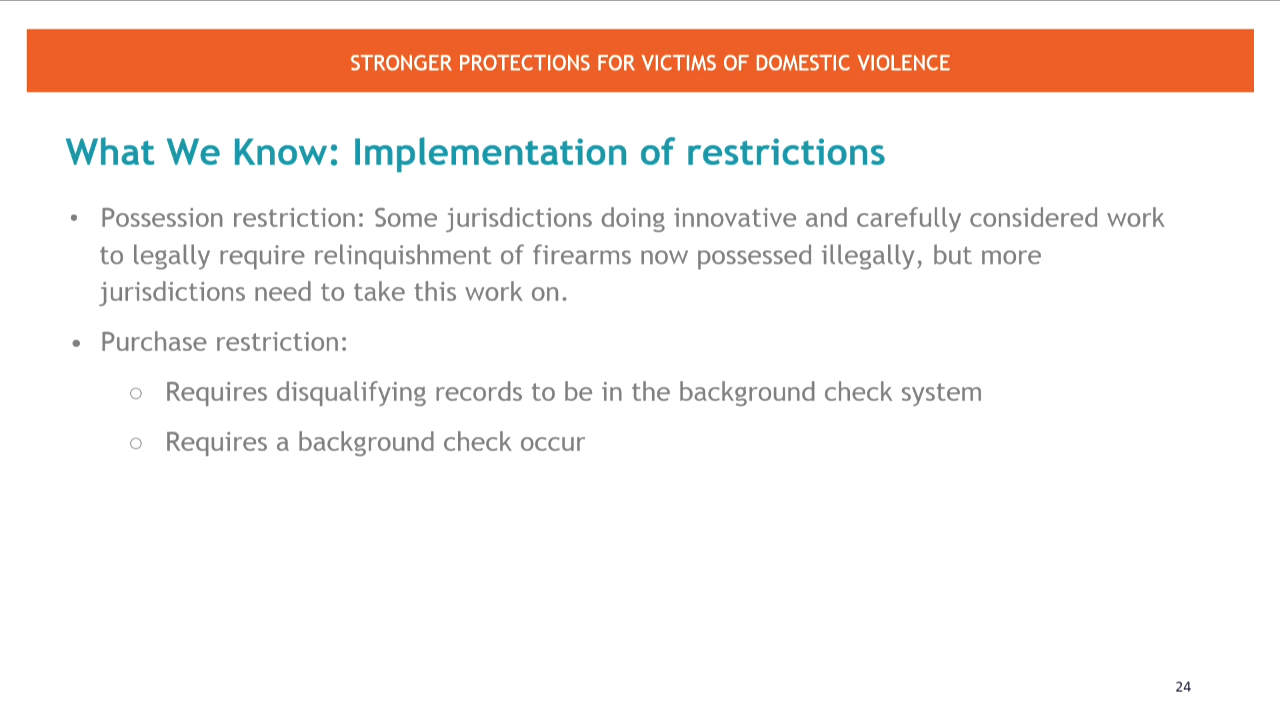 STRONGER PROTECTIONS FOR VICTIMS OF DOMESTIC VIOLENCE
What We Know: Implementation of restrictions
• Possession restriction: Some jurisdictions doing innovative and carefully considered work
to legally require relinquishment of firearms now possessed illegally, but more
jurisdictions need to take this work on.
• Purchase restriction:
○ Requires disqualifying records to be in the background check system
○ Requires a background check occur
24